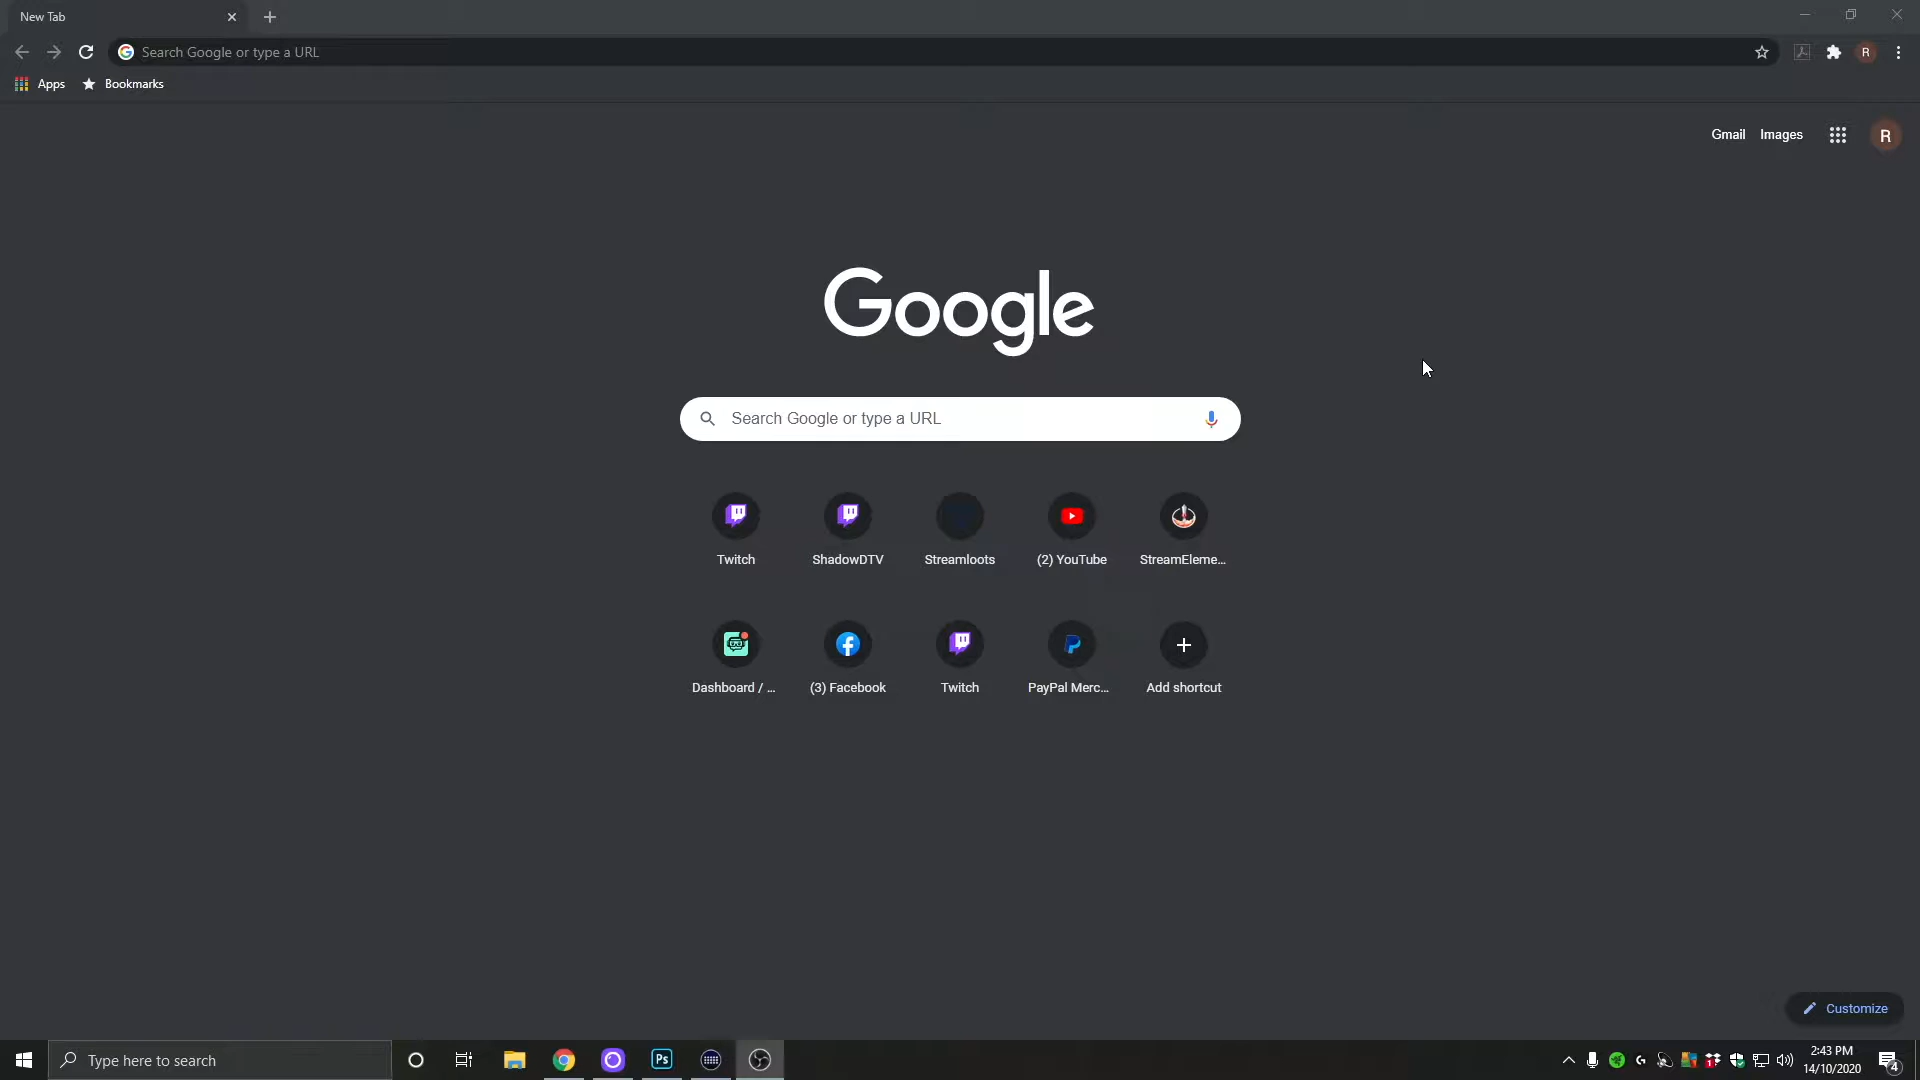 New Tab
Search Google or type a URL
Apps
Bookmarks
Gmail
Images
R
R
Google
Search Google or type a URL
Twitch
ShadowDTV
Streamloots
(2) YouTube
StreamEleme...
Dashboard / ...
(3) Facebook
Twitch
PayPal Merc...
Add shortcut
Customize
Type here to search
Ps
2:43 PM
14/10/2020
4